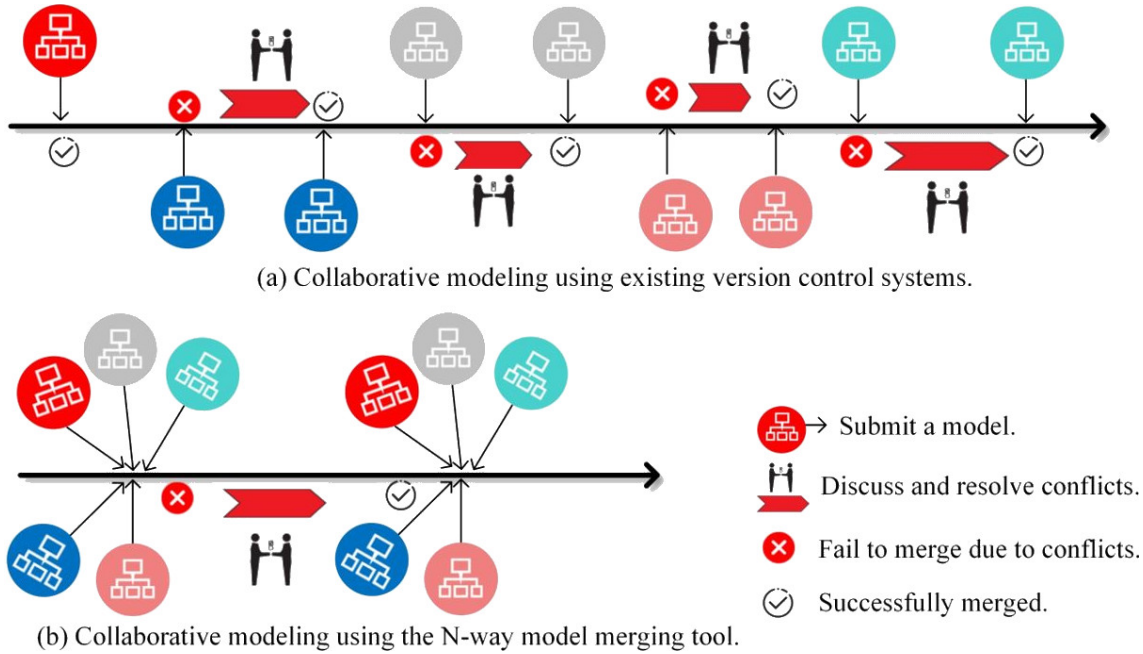 (a) Collaborative modeling using existing version control systems.
Submit a model.
Discuss and resolve conflicts.
Fail to merge due to conflicts.
Successfully merged.
(b) Collaborative modeling using the N-way model merging tool.